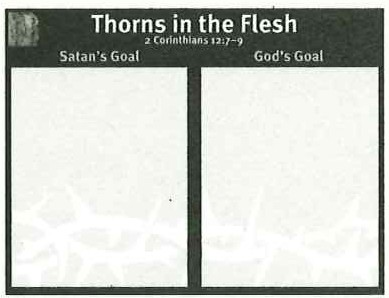 Thorns in the Flesh
2 Corinthians 12:7–9
Satan's Goal God's Goal